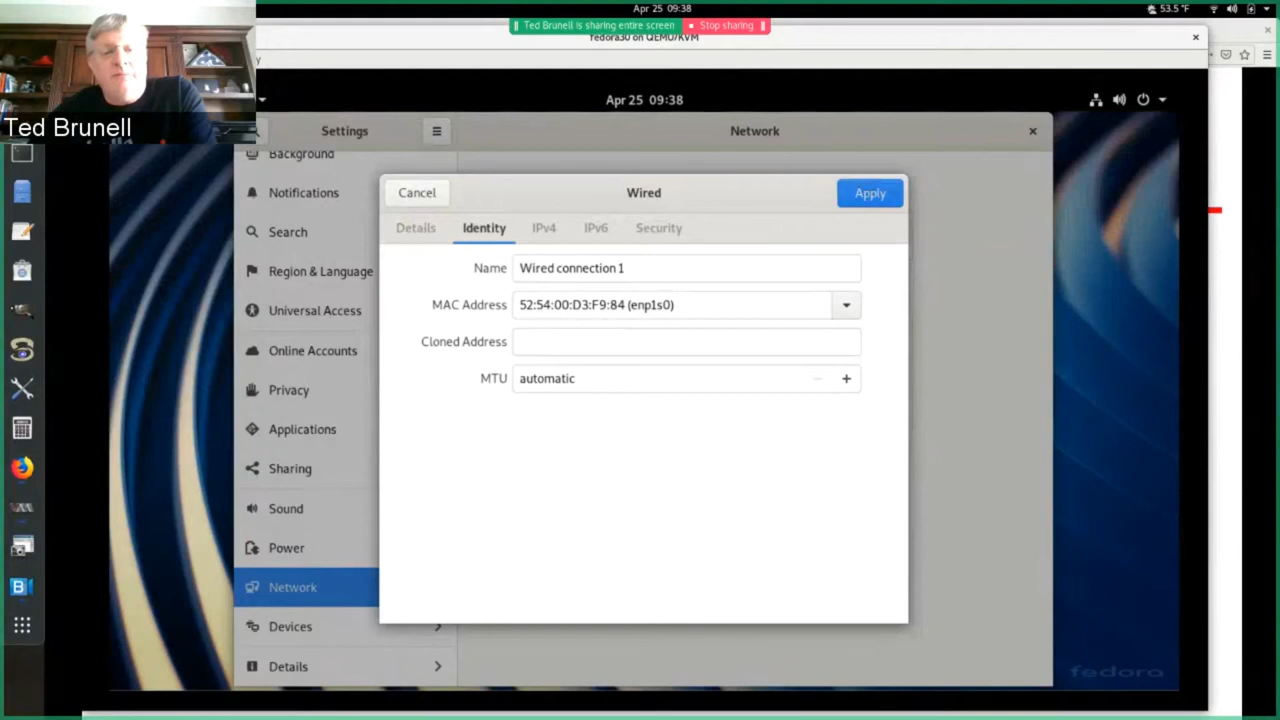 Apr 25 09:38
53.5 °F
Ted Brunell is sharing entire screen
Stop sharing
fedora30 on QEMU/KVM
Ted Brunell
Apr 25 09:38
Settings
Network
Background
Notifications
Search
Region & Language
Universal Access
Online Accounts
Privacy
Applications
Sharing
Sound
Power
Network
Devices
Details
Cancel
Wired
Apply
Details
Identity
IPv4
IPv6
Security
Name
Wired connection 1
MAC Address
52:54:00:D3:F9:84 (enp1s0)
Cloned Address
MTU
automatic
fedora